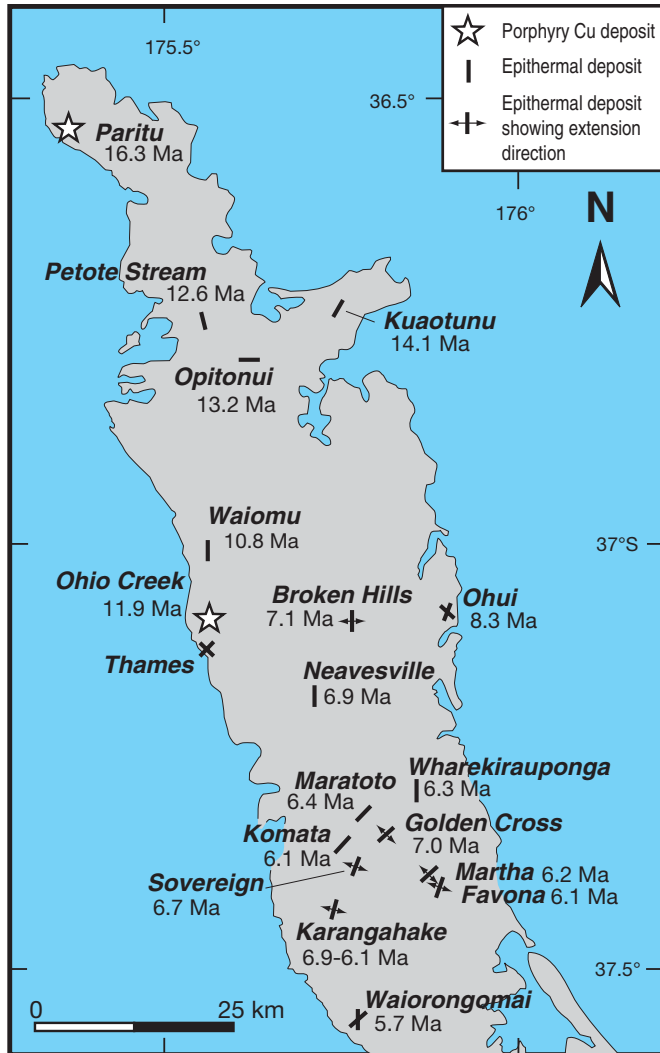 175.5°
Porphyry Cu deposit
Epithermal deposit
Epithermal deposit
showing extension
direction
36.5°
176°
N
Paritu
16.3 Ma
Petote Stream
12.6 Ma
Kuaotunu
14.1 Ma
Opitonui
13.2 Ma
Waiomu
10.8 Ma
37°S
Ohio Creek
11.9 Ma
Broken Hills
7.1 Ma
Ohui
8.3 Ma
Thames
Neavesville
6.9 Ma
Wharekirauponga
6.3 Ma
Maratoto
6.4 Ma
Golden Cross
7.0 Ma
Komata
6.1 Ma
Martha 6.2 Ma
Favona 6.1 Ma
Sovereign
6.7 Ma
Karangahake
6.9-6.1 Ma
37.5°
0 25 km
Waiorongomai
5.7 Ma